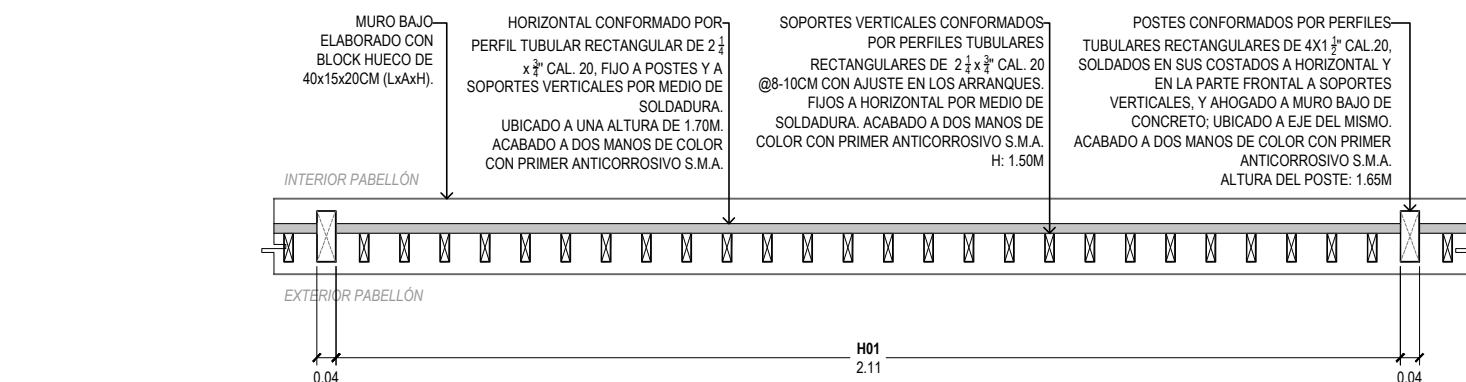 MURO BAJO
ELABORADO CON
BLOCK HUECO DE
40x15x20CM (LxAxH).
HORIZONTAL CONFORMADO POR
PERFIL TUBULAR RECTANGULAR DE 2 1/4
x 3/4" CAL. 20, FIJO A POSTES Y A
SOPORTES VERTICALES POR MEDIO DE
SOLDADURA.
UBICADO A UNA ALTURA DE 1.70M.
ACABADO A DOS MANOS DE COLOR
CON PRIMER ANTICORROSIVO S.M.A.
SOPORTES VERTICALES CONFORMADOS
POR PERFILES TUBULARES
RECTANGULARES DE 2 1/4 x 3/4" CAL. 20
@8-10CM CON AJUSTE EN LOS ARRANQUES.
FIJOS A HORIZONTAL POR MEDIO DE
SOLDADURA. ACABADO A DOS MANOS DE
COLOR CON PRIMER ANTICORROSIVO S.M.A.
H: 1.50M
POSTES CONFORMADOS POR PERFILES
TUBULARES RECTANGULARES DE 4X1 1/2" CAL.20,
SOLDADOS EN SUS COSTADOS A HORIZONTAL Y
EN LA PARTE FRONTAL A SOPORTES
VERTICALES, Y AHOGADO A MURO BAJO DE
CONCRETO; UBICADO A EJE DEL MISMO.
ACABADO A DOS MANOS DE COLOR CON PRIMER
ANTICORROSIVO S.M.A.
ALTURA DEL POSTE: 1.65M
INTERIOR PABELLÓN
EXTERIOR PABELLÓN
H01
2.11
0.04
0.04